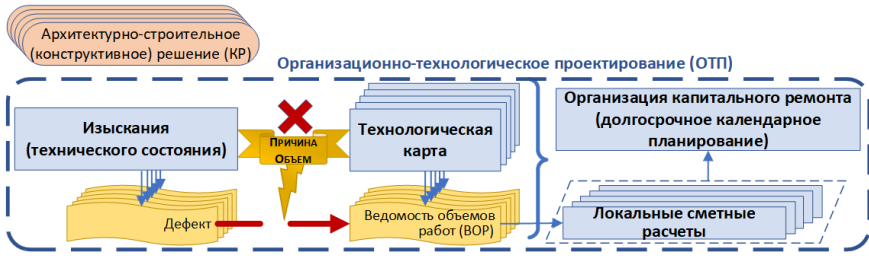 Архитектурно-строительное
(конструктивное) решение (КР)
Организационно-технологическое проектирование (ОТП)
Изыскания
(технического состояния)
Причина
Объем
Технологическая
карта
Организация капитального ремонта
(долгосрочное календарное
планирование)
Дефект
Ведомость объемов
работ (ВОР)
Локальные сметные
расчеты